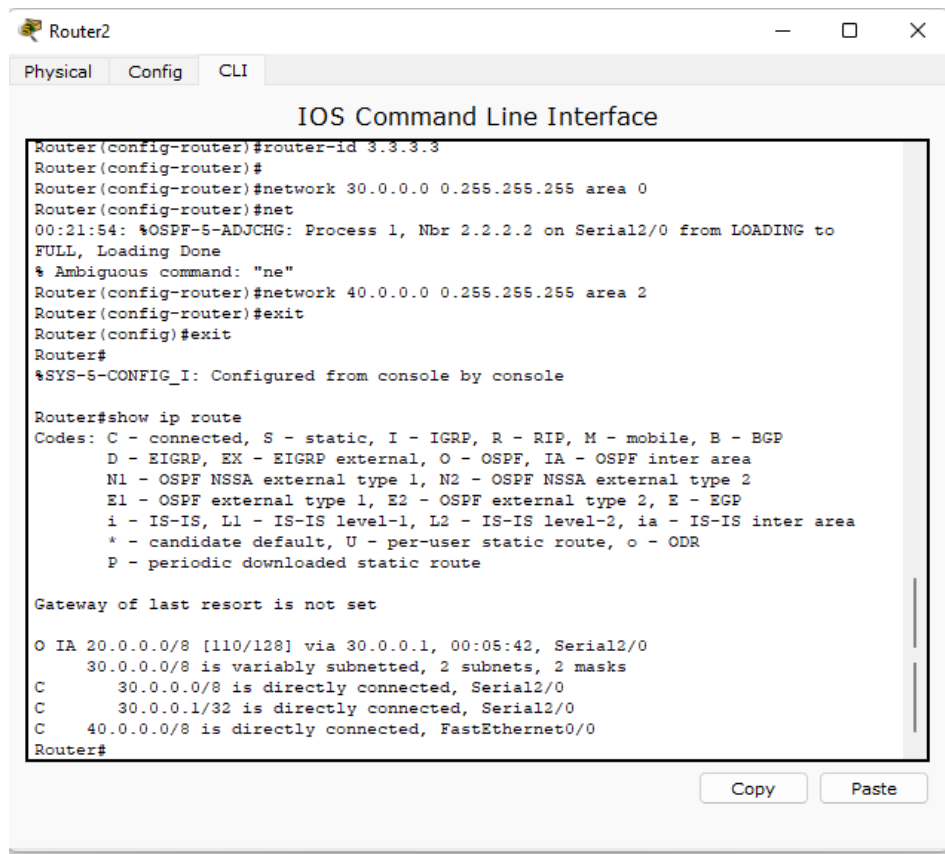 Router2
Physical Config CLI
IOS Command Line Interface
Router(config-router)#router-id 3.3.3.3
Router(config-router)#
Router(config-router)#network 30.0.0.0 0.255.255.255 area 0
Router(config-router)#net
00:21:54: %OSPF-5-ADJCHG: Process 1, Nbr 2.2.2.2 on Serial2/0 from LOADING to
FULL, Loading Done
% Ambiguous command: "ne"
Router(config-router)#network 40.0.0.0 0.255.255.255 area 2
Router(config-router)#exit
Router(config)#exit
Router#
%SYS-5-CONFIG_I: Configured from console by console
Router#show ip route
Codes: C - connected, S - static, I - IGRP, R - RIP, M - mobile, B - BGP
D - EIGRP, EX - EIGRP external, O - OSPF, IA - OSPF inter area
N1 - OSPF NSSA external type 1, N2 - OSPF NSSA external type 2
E1 - OSPF external type 1, E2 - OSPF external type 2, E - EGP
i - IS-IS, L1 - IS-IS level-1, L2 - IS-IS level-2, ia - IS-IS inter area
* - candidate default, U - per-user static route, o - ODR
P - periodic downloaded static route
Gateway of last resort is not set
O IA 20.0.0.0/8 [110/128] via 30.0.0.1, 00:05:42, Serial2/0
30.0.0.0/8 is variably subnetted, 2 subnets, 2 masks
C 30.0.0.0/8 is directly connected, Serial2/0
C 30.0.0.1/32 is directly connected, Serial2/0
C 40.0.0.0/8 is directly connected, FastEthernet0/0
Router#
Copy Paste